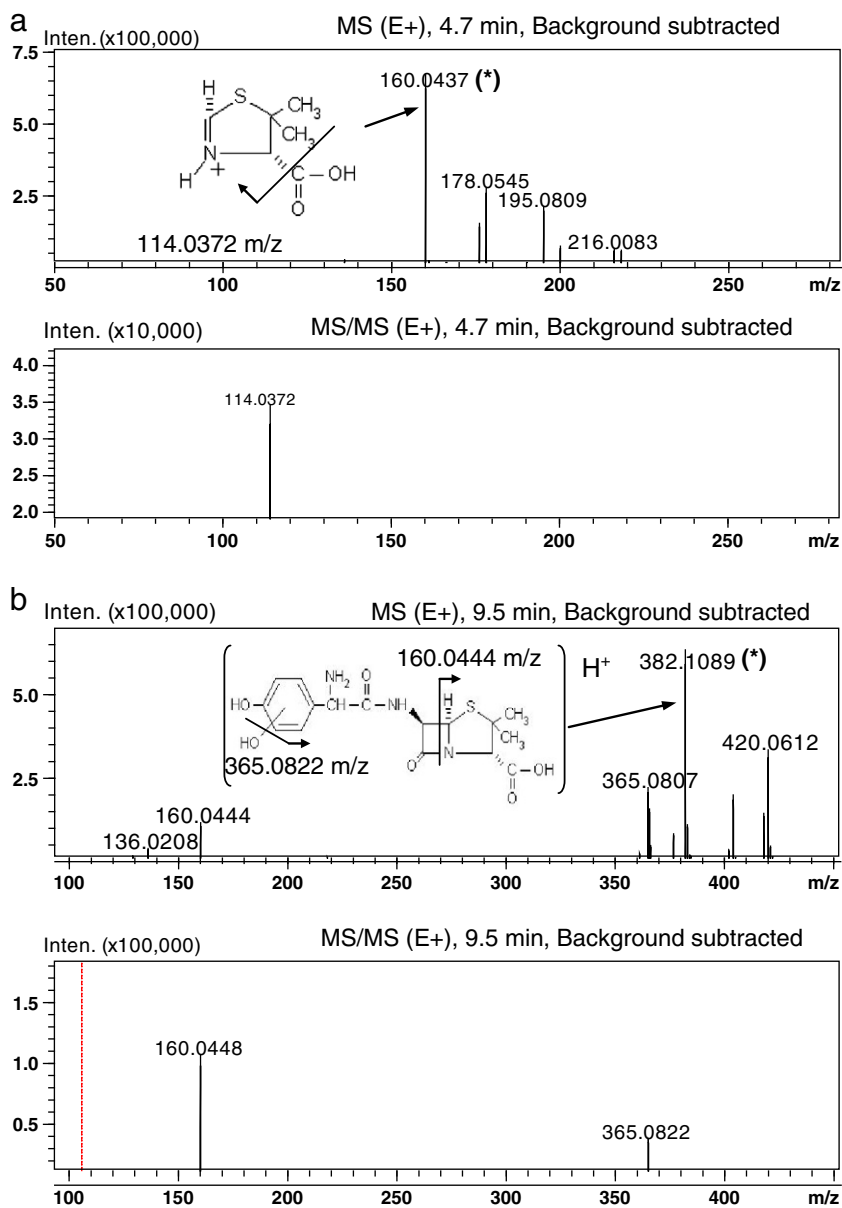 a
Inten. (x100,000) MS (E+), 4.7 min, Background subtracted
7.5
5.0
2.5
160.0437 (*)
178.0545
195.0809
216.0083
H
S
CH3
CH3
N
+
H
C
OH
O
114.0372 m/z
50 100 150 200 250 m/z
Inten. (x10,000) MS/MS (E+), 4.7 min, Background subtracted
4.0
3.5
3.0
2.5
2.0
114.0372
50 100 150 200 250 m/z
b
Inten. (x100,000) MS (E+), 9.5 min, Background subtracted
5.0
2.5
160.0444 m/z
H+
382.1089 (*)
NH2 O
H
S
HO
CH C NH
CH3
CH3
HO
N
O
C OH
O
365.0822 m/z
420.0612
365.0807
160.0444
136.0208
100 150 200 250 300 350 400 m/z
Inten. (x100,000) MS/MS (E+), 9.5 min, Background subtracted
1.5
1.0
0.5
160.0448
365.0822
100 150 200 250 300 350 400 m/z